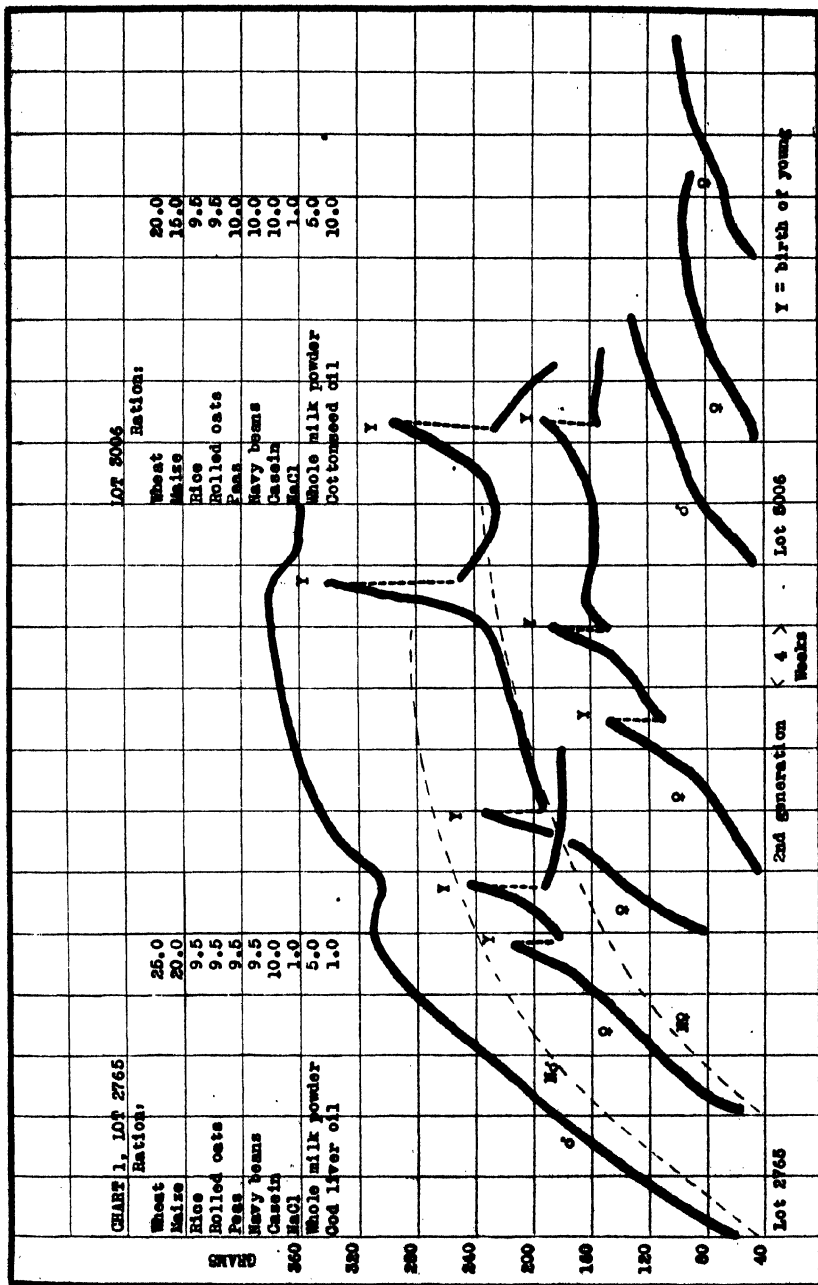 CHART 1, LOT 2765
Ration:
Wheat 25.0
Maize 20.0
Rice 9.5
Rolled oats 9.5
Peas 9.5
Navy beans 9.5
Casein 10.0
NaCl 1.0
Whole milk powder 5.0
Cod liver oil 1.0
LOT 3006
Ration:
Wheat 20.0
Maize 15.0
Rice 9.5
Rolled oats 9.5
Peas 10.0
Navy beans 10.0
Casein 10.0
NaCl 1.0
Whole milk powder 5.0
Cottonseed oil 10.0
GRAMS
360
320
280
240
200
160
120
80
40
♂
N♂
N♀
♀
♀
♀
♂
♀
♀
Y
Y
Y
Y
Y
Y
Y
Y
Lot 2765
2nd generation
< 4 >
Weeks
Lot 3006
Y = birth of young